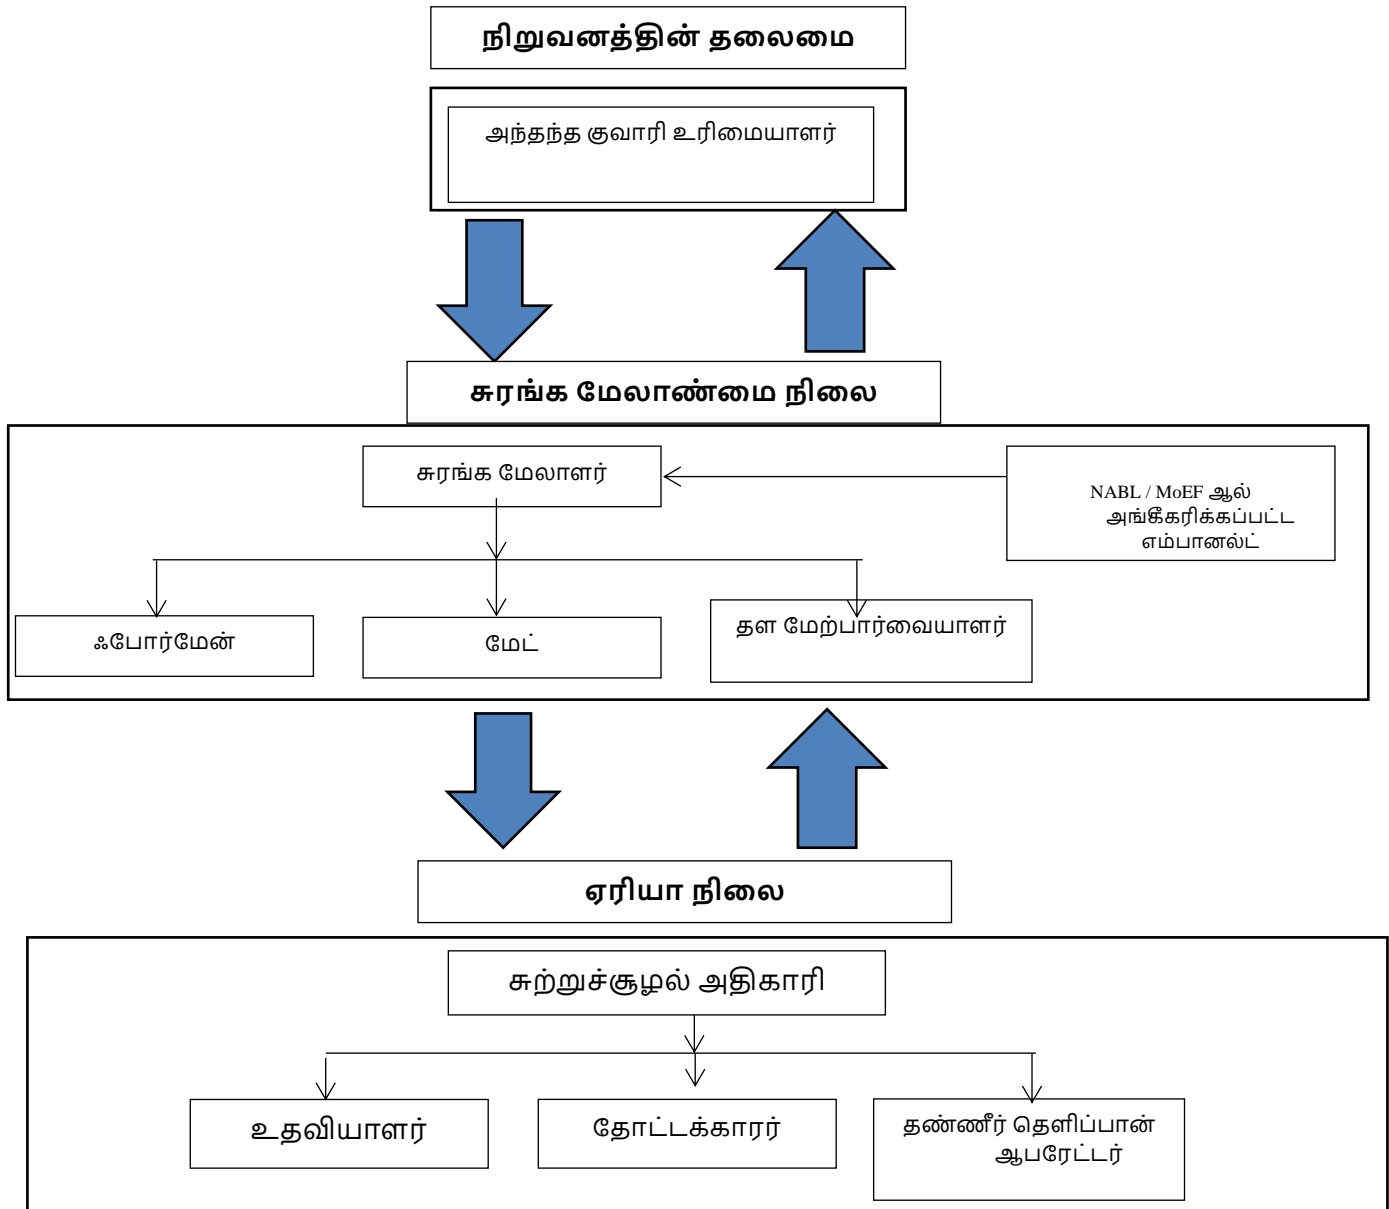 நிறுவனத்தின் தலைமை
அந்தந்த குவாரி உரிமையாளர்
சுரங்க மேலாண்மை நிலை
சுரங்க மேலாளர்
NABL / MoEF ஆல்
அங்கீகரிக்கப்பட்ட
எம்பானல்ட்
ஃபோர்மேன்
மேட்
தள மேற்பார்வையாளர்
ஏரியா நிலை
சுற்றுச்சூழல் அதிகாரி
உதவியாளர்
தோட்டக்காரர்
தண்ணீர் தெளிப்பான்
ஆபரேட்டர்